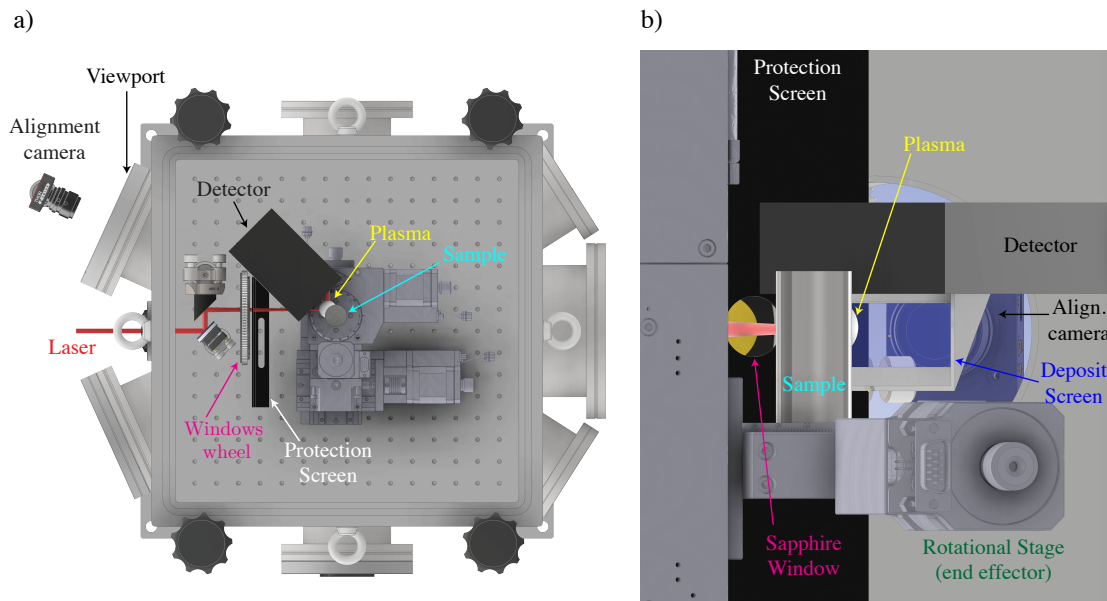 a)
Viewport
Alignment
camera
Detector
Plasma
Sample
Laser
Windows
wheel
Protection
Screen
b)
Protection
Screen
Plasma
Detector
Align.
camera
Deposit
Screen
Sample
Sapphire
Window
Rotational Stage
(end effector)